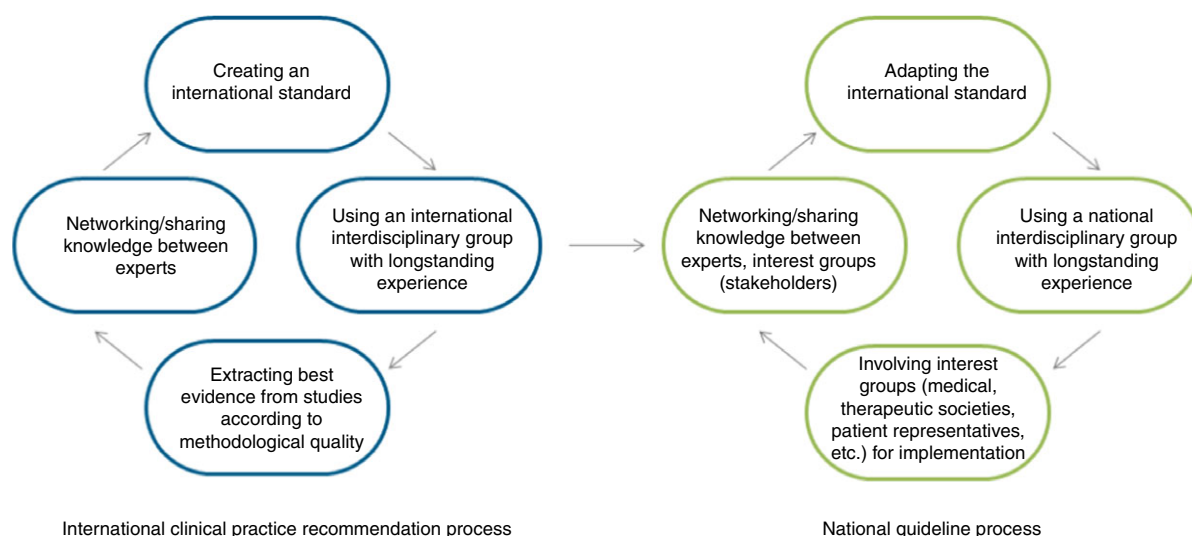 Creating an
international standard
Networking/sharing
knowledge between
experts
Using an international
interdisciplinary group
with longstanding
experience
Extracting best
evidence from studies
according to
methodological quality
International clinical practice recommendation process
Adapting the
international standard
Networking/sharing
knowledge between
experts, interest groups
(stakeholders)
Using a national
interdisciplinary group
with longstanding
experience
Involving interest
groups (medical,
therapeutic societies,
patient representatives,
etc.) for implementation
National guideline process